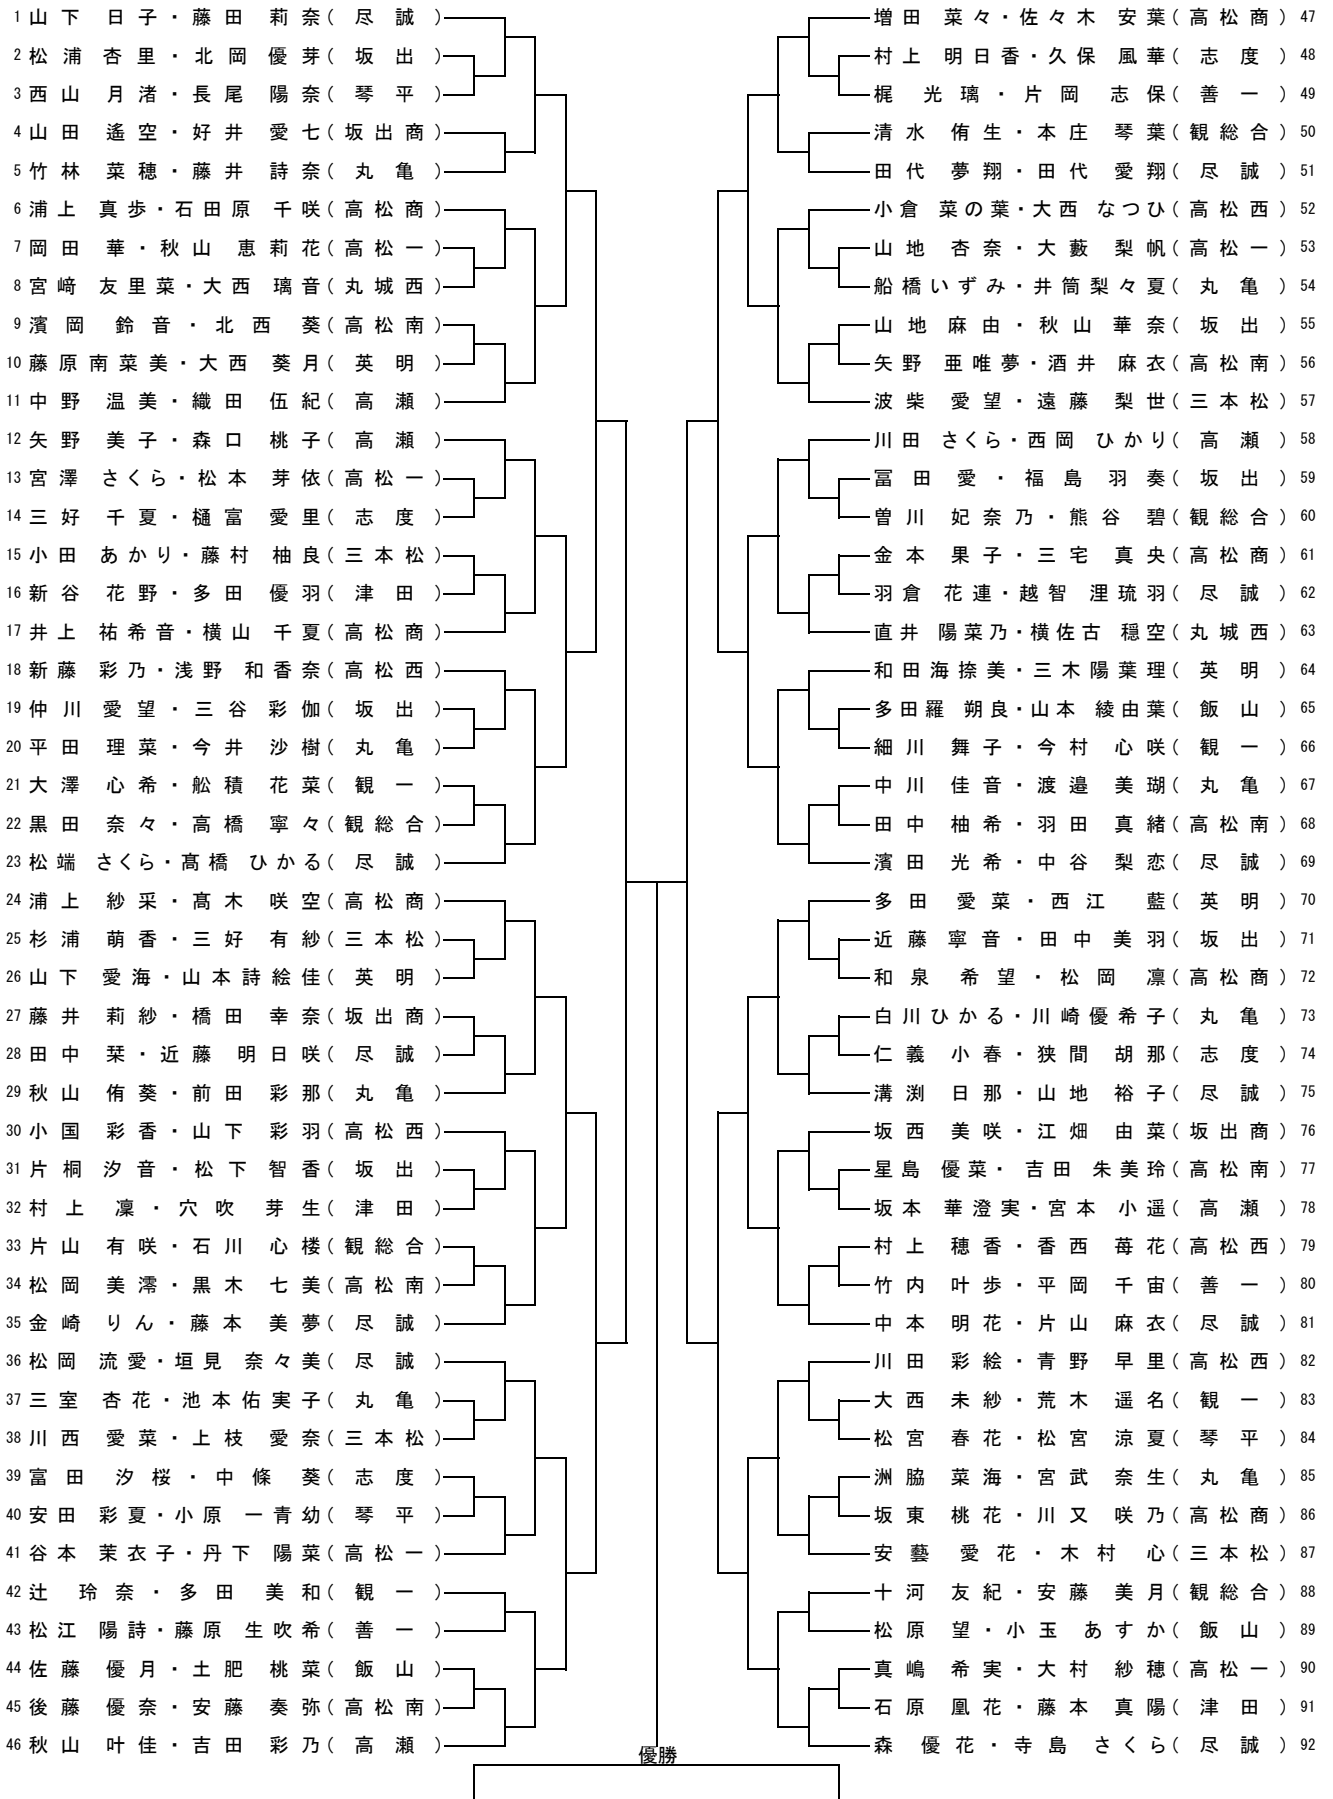 1 山下 日子・藤田 莉奈(尽誠)
2 松浦 杏里・北岡 優芽(坂出)
3 西山 月渚・長尾 陽奈(琴平)
4 山田 遙空・好井 愛七(坂出商)
5 竹林 菜穂・藤井 詩奈(丸亀)
6 浦上 真歩・石田原 千咲(高松商)
7 岡田 華・秋山 恵莉花(高松一)
8 宮﨑 友里菜・大西 璃音(丸城西)
9 濱岡 鈴音・北西 葵(高松南)
10 藤原南菜美・大西 葵月(英明)
11 中野 温美・織田 伍紀(高瀬)
12 矢野 美子・森口 桃子(高瀬)
13 宮澤 さくら・松本 芽依(高松一)
14 三好 千夏・樋富 愛里(志度)
15 小田 あかり・藤村 柚良(三本松)
16 新谷 花野・多田 優羽(津田)
17 井上 祐希音・横山 千夏(高松商)
18 新藤 彩乃・浅野 和香奈(高松西)
19 仲川 愛望・三谷 彩伽(坂出)
20 平田 理菜・今井 沙樹(丸亀)
21 大澤 心希・舩積 花菜(観一)
22 黒田 奈々・高橋 寧々(観総合)
23 松端 さくら・髙橋 ひかる(尽誠)
24 浦上 紗采・髙木 咲空(高松商)
25 杉浦 萌香・三好 有紗(三本松)
26 山下 愛海・山本詩絵佳(英明)
27 藤井 莉紗・橋田 幸奈(坂出商)
28 田中 栞・近藤 明日咲(尽誠)
29 秋山 侑葵・前田 彩那(丸亀)
30 小国 彩香・山下 彩羽(高松西)
31 片桐 汐音・松下 智香(坂出)
32 村上 凜・穴吹 芽生(津田)
33 片山 有咲・石川 心楼(観総合)
34 松岡 美澪・黒木 七美(高松南)
35 金崎 りん・藤本 美夢(尽誠)
36 松岡 流愛・垣見 奈々美(尽誠)
37 三室 杏花・池本佑実子(丸亀)
38 川西 愛菜・上枝 愛奈(三本松)
39 富田 汐桜・中條 葵(志度)
40 安田 彩夏・小原 一青幼(琴平)
41 谷本 茉衣子・丹下 陽菜(高松一)
42 辻 玲奈・多田 美和(観一)
43 松江 陽詩・藤原 生吹希(善一)
44 佐藤 優月・土肥 桃菜(飯山)
45 後藤 優奈・安藤 奏弥(高松南)
46 秋山 叶佳・吉田 彩乃(高瀬)
増田 菜々・佐々木 安葉(高松商) 47
村上 明日香・久保 風華(志度) 48
梶 光璃・片岡 志保(善一) 49
清水 侑生・本庄 琴葉(観総合) 50
田代 夢翔・田代 愛翔(尽誠) 51
小倉 菜の葉・大西 なつひ(高松西) 52
山地 杏奈・大藪 梨帆(高松一) 53
船橋いずみ・井筒梨々夏(丸亀) 54
山地 麻由・秋山 華奈(坂出) 55
矢野 亜唯夢・酒井 麻衣(高松南) 56
波柴 愛望・遠藤 梨世(三本松) 57
川田 さくら・西岡 ひかり(高瀬) 58
冨田 愛・福島 羽奏(坂出) 59
曽川 妃奈乃・熊谷 碧(観総合) 60
金本 果子・三宅 真央(高松商) 61
羽倉 花連・越智 浬琉羽(尽誠) 62
直井 陽菜乃・横佐古 穏空(丸城西) 63
和田海捺美・三木陽葉理(英明) 64
多田羅 朔良・山本 綾由葉(飯山) 65
細川 舞子・今村 心咲(観一) 66
中川 佳音・渡邉 美瑚(丸亀) 67
田中 柚希・羽田 真緒(高松南) 68
濱田 光希・中谷 梨恋(尽誠) 69
多田 愛菜・西江 藍(英明) 70
近藤 寧音・田中 美羽(坂出) 71
和泉 希望・松岡 凛(高松商) 72
白川ひかる・川崎優希子(丸亀) 73
仁義 小春・狭間 胡那(志度) 74
溝渕 日那・山地 裕子(尽誠) 75
坂西 美咲・江畑 由菜(坂出商) 76
星島 優菜・吉田 朱美玲(高松南) 77
坂本 華澄実・宮本 小遥(高瀬) 78
村上 穂香・香西 苺花(高松西) 79
竹内 叶歩・平岡 千宙(善一) 80
中本 明花・片山 麻衣(尽誠) 81
川田 彩絵・青野 早里(高松西) 82
大西 未紗・荒木 遥名(観一) 83
松宮 春花・松宮 涼夏(琴平) 84
洲脇 菜海・宮武 奈生(丸亀) 85
坂東 桃花・川又 咲乃(高松商) 86
安藝 愛花・木村 心(三本松) 87
十河 友紀・安藤 美月(観総合) 88
松原 望・小玉 あすか(飯山) 89
真嶋 希実・大村 紗穂(高松一) 90
石原 凰花・藤本 真陽(津田) 91
森 優花・寺島 さくら(尽誠) 92
優勝